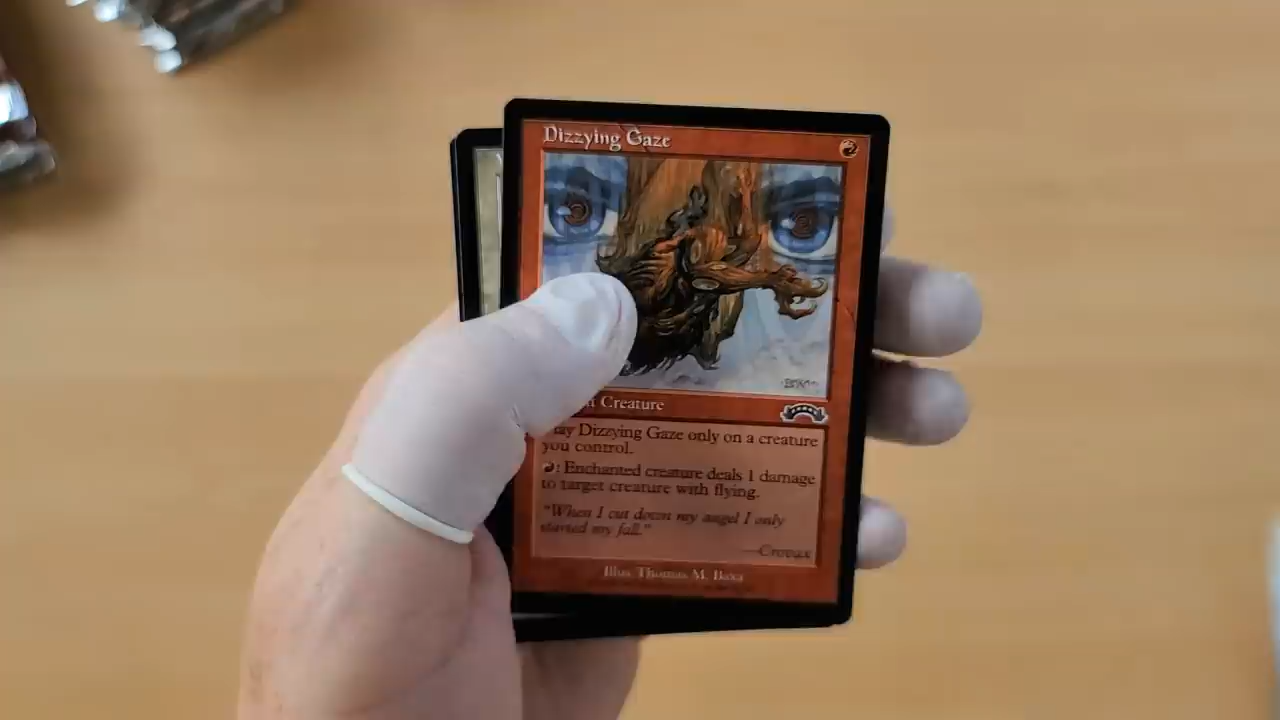 Dizzying Gaze
Creature
Dizzying Gaze only on a creature
you control.
: Enchanted creature deals 1 damage
to target creature with flying.
"When I cut down my angel I only
started my fall."
—Crovax
Illus. Thomas M. Baxa